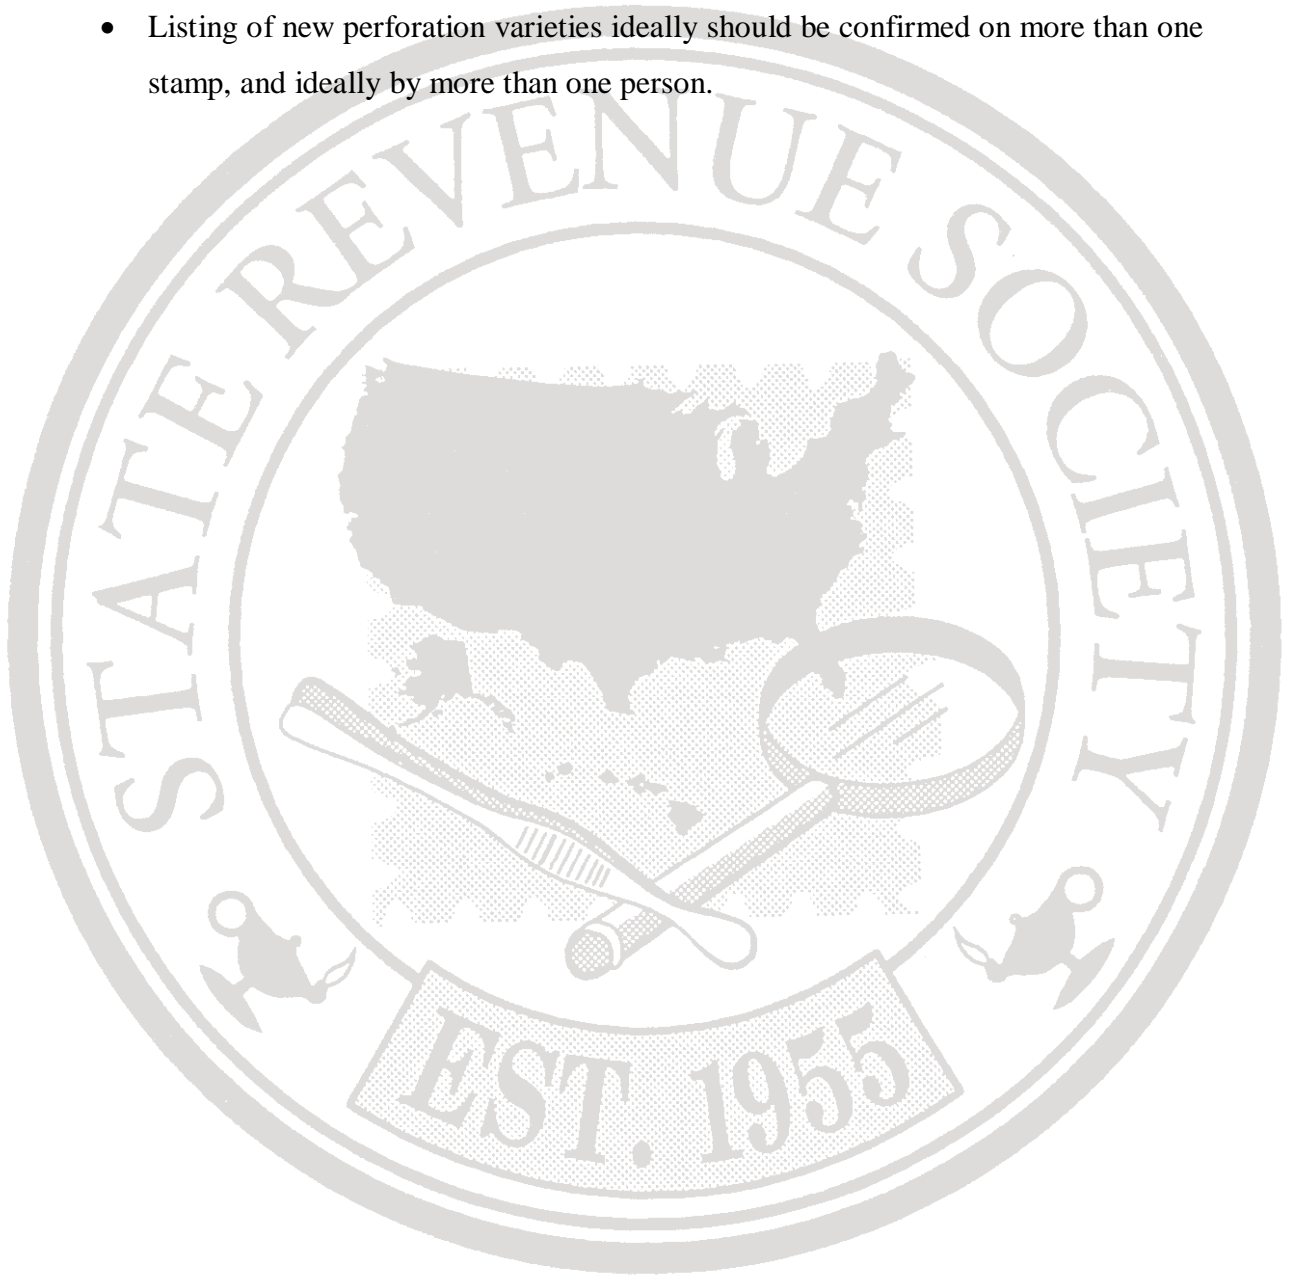 • Listing of new perforation varieties ideally should be confirmed on more than one
stamp, and ideally by more than one person.
STATE REVENUE SOCIETY
EST. 1955